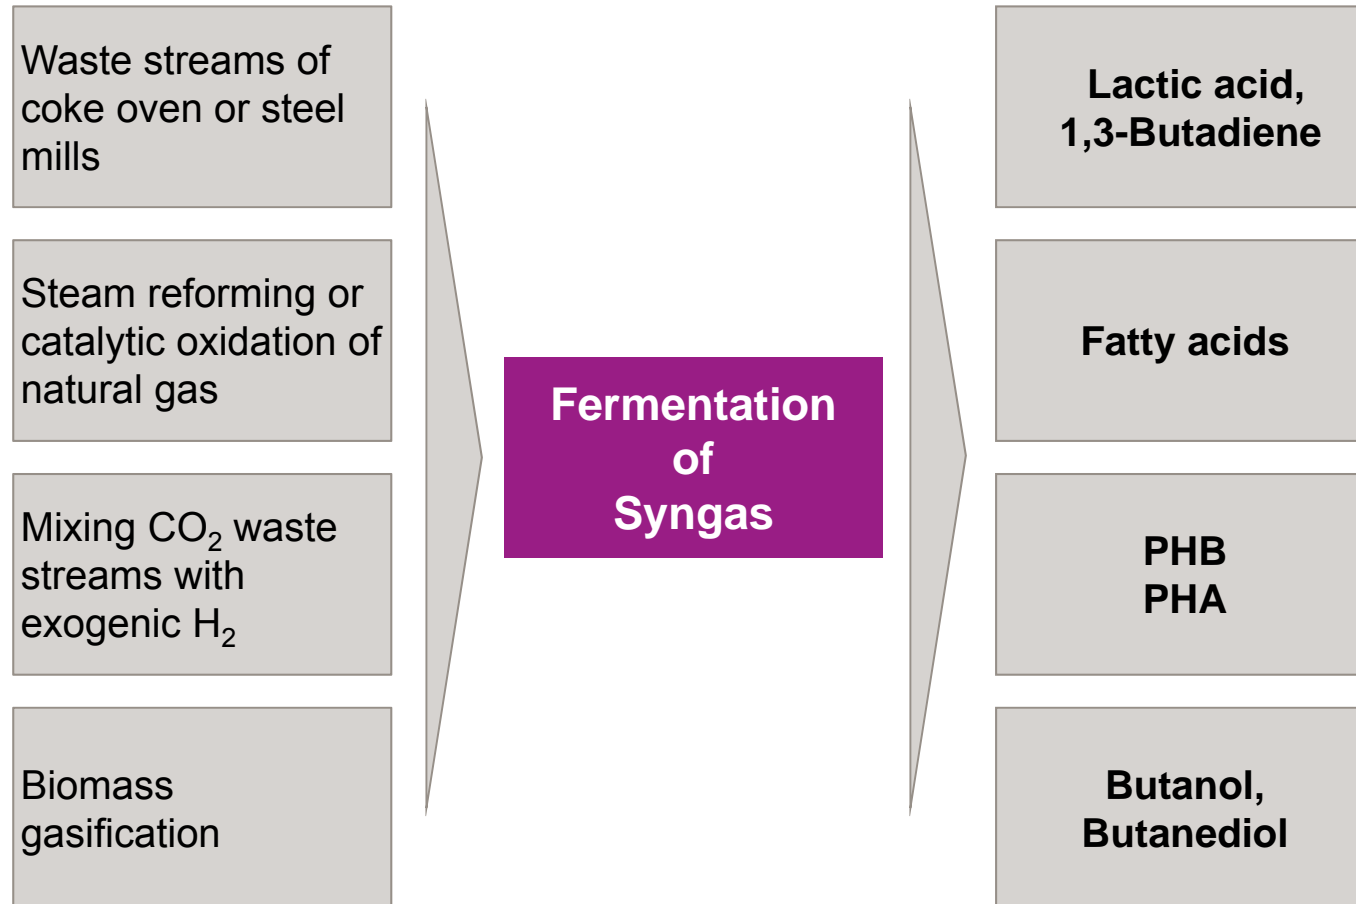 Waste streams of
coke oven or steel
mills
Steam reforming or
catalytic oxidation of
natural gas
Mixing CO₂ waste
streams with
exogenic H₂
Biomass
gasification
Fermentation
of
Syngas
Lactic acid,
1,3-Butadiene
Fatty acids
PHB
PHA
Butanol,
Butanediol